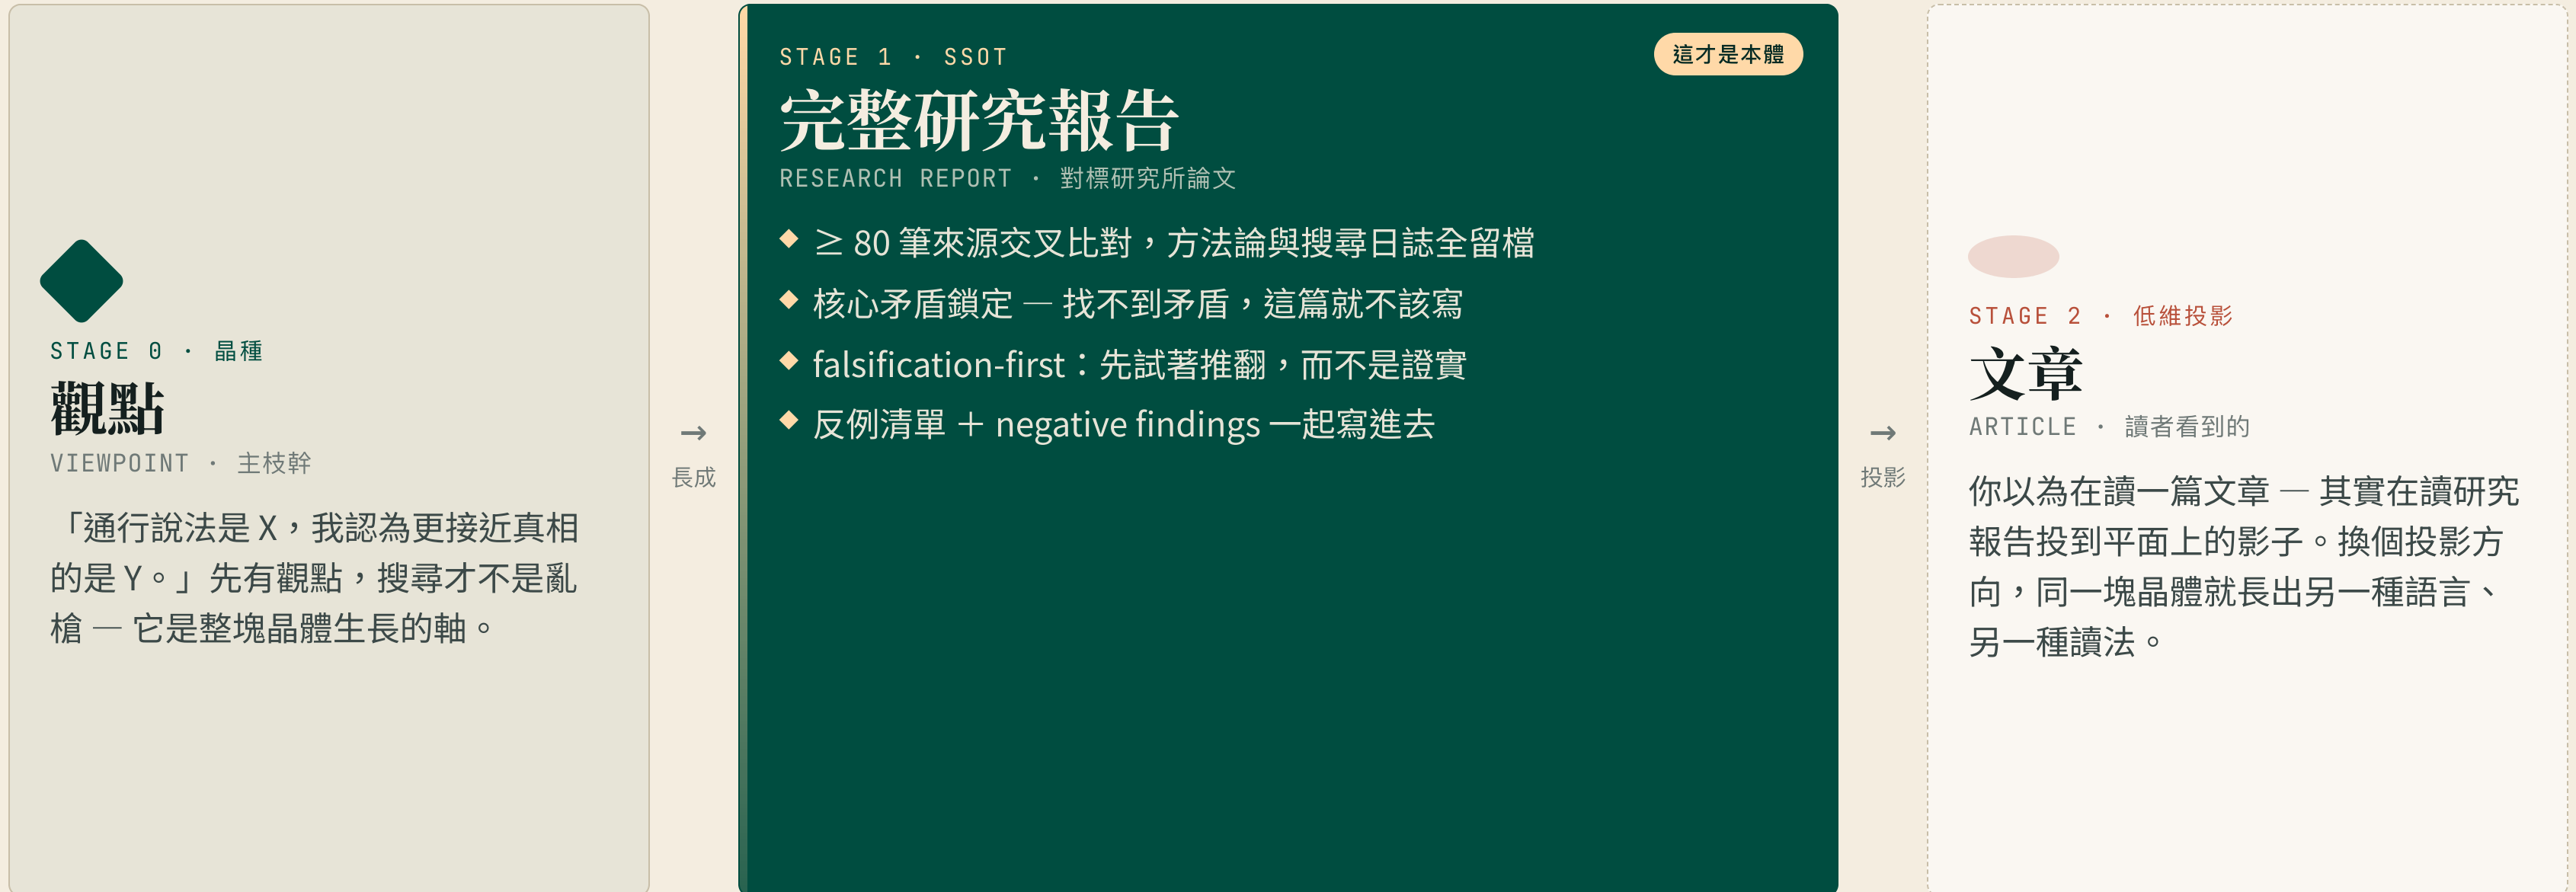 STAGE 0 · 晶種
觀點
VIEWPOINT · 主枝幹
「通行說法是 X，我認為更接近真相
的是 Y。」先有觀點，搜尋才不是亂
槍 — 它是整塊晶體生長的軸。
→
長成
STAGE 1 · SSOT
這才是本體
完整研究報告
RESEARCH REPORT · 對標研究所論文
◆ ≥ 80 筆來源交叉比對，方法論與搜尋日誌全留檔
◆ 核心矛盾鎖定 — 找不到矛盾，這篇就不該寫
◆ falsification-first：先試著推翻，而不是證實
◆ 反例清單 ＋ negative findings 一起寫進去
→
投影
STAGE 2 · 低維投影
文章
ARTICLE · 讀者看到的
你以為在讀一篇文章 — 其實在讀研究
報告投到平面上的影子。換個投影方
向，同一塊晶體就長出另一種語言、
另一種讀法。